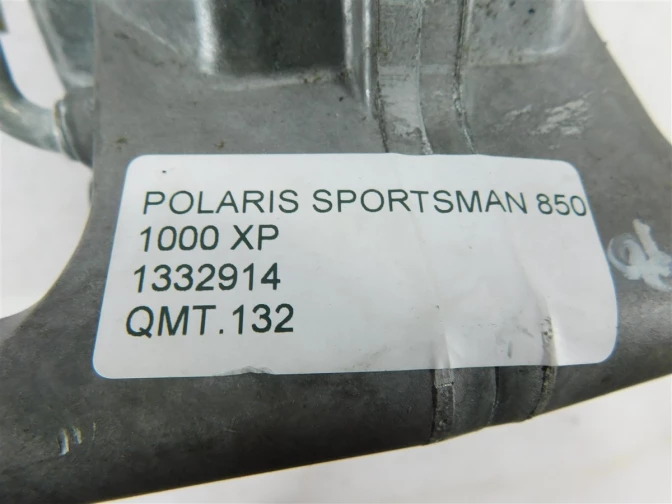 POLARIS SPORTSMAN 850
1000 XP
1332914
QMT.132